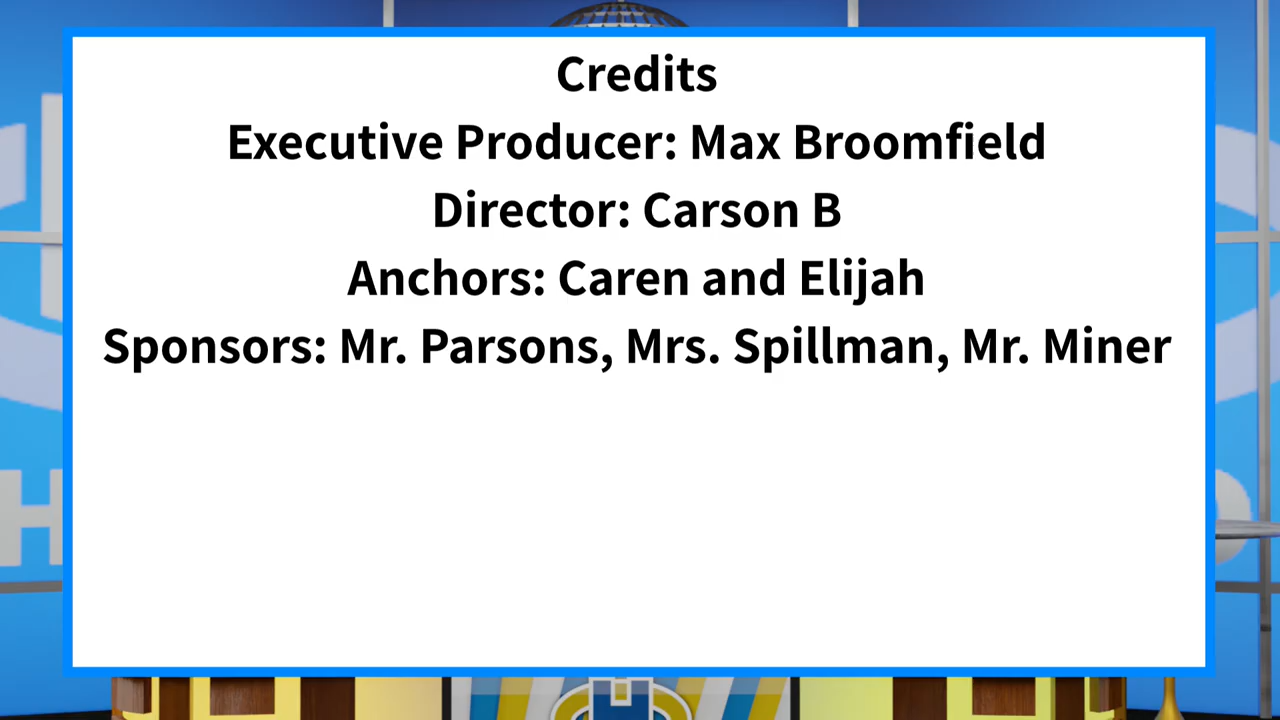 Credits
Executive Producer: Max Broomfield
Director: Carson B
Anchors: Caren and Elijah
Sponsors: Mr. Parsons, Mrs. Spillman, Mr. Miner